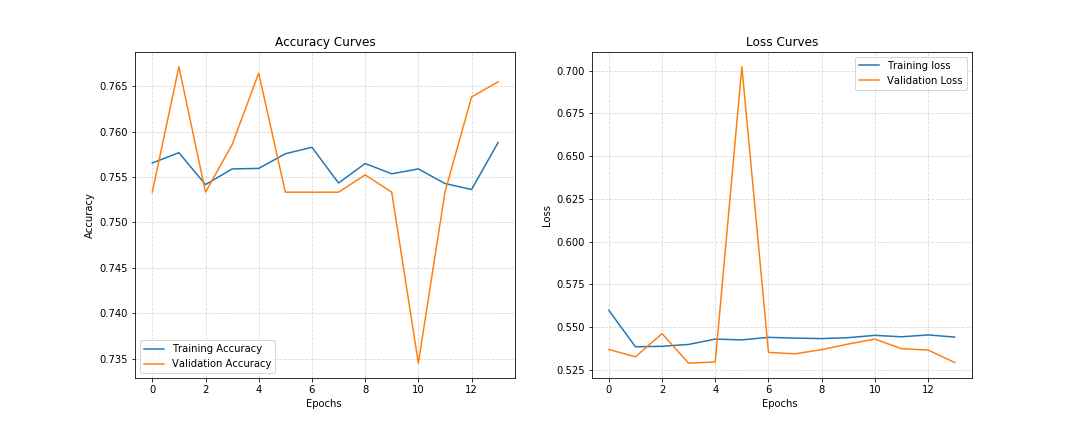 Accuracy Curves
0.765
0.760
0.755
0.750
0.745
0.740
0.735
Accuracy
Training Accuracy
Validation Accuracy
0 2 4 6 8 10 12
Epochs
Loss Curves
0.700
0.675
0.650
0.625
0.600
0.575
0.550
0.525
Loss
Training loss
Validation Loss
0 2 4 6 8 10 12
Epochs